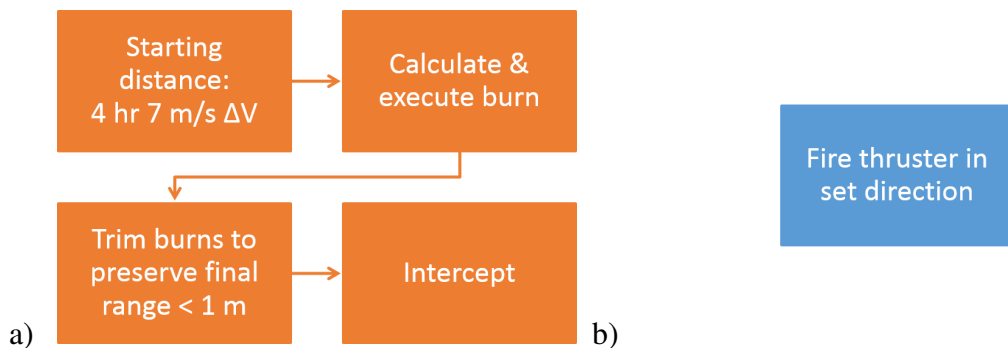 Starting
distance:
4 hr 7 m/s ΔV
Calculate &
execute burn
Trim burns to
preserve final
range < 1 m
Intercept
a)
Fire thruster in
set direction
b)